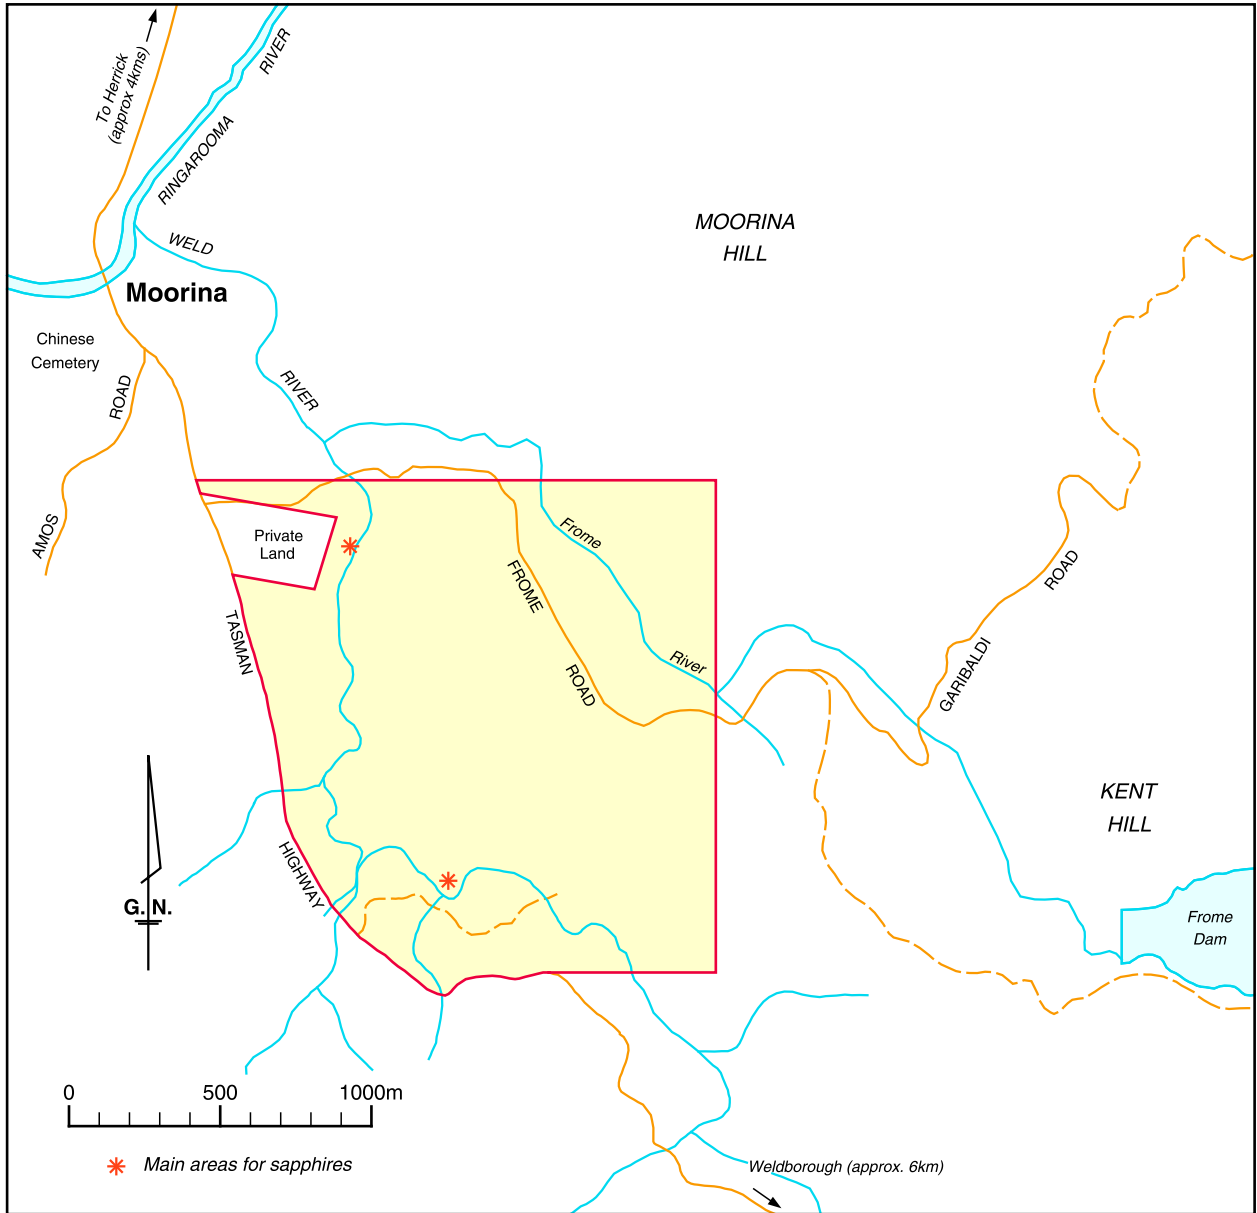 To Herrick
(approx 4kms)
RIVER
RINGAROOMA
WELD
MOORINA
HILL
Moorina
Chinese
Cemetery
ROAD
RIVER
AMOS
Private
Land
Frome
FROME
ROAD
TASMAN
River
ROAD
GARIBALDI
KENT
HILL
HIGHWAY
G. N.
Frome
Dam
0 500 1000m
Main areas for sapphires
Weldborough (approx. 6km)